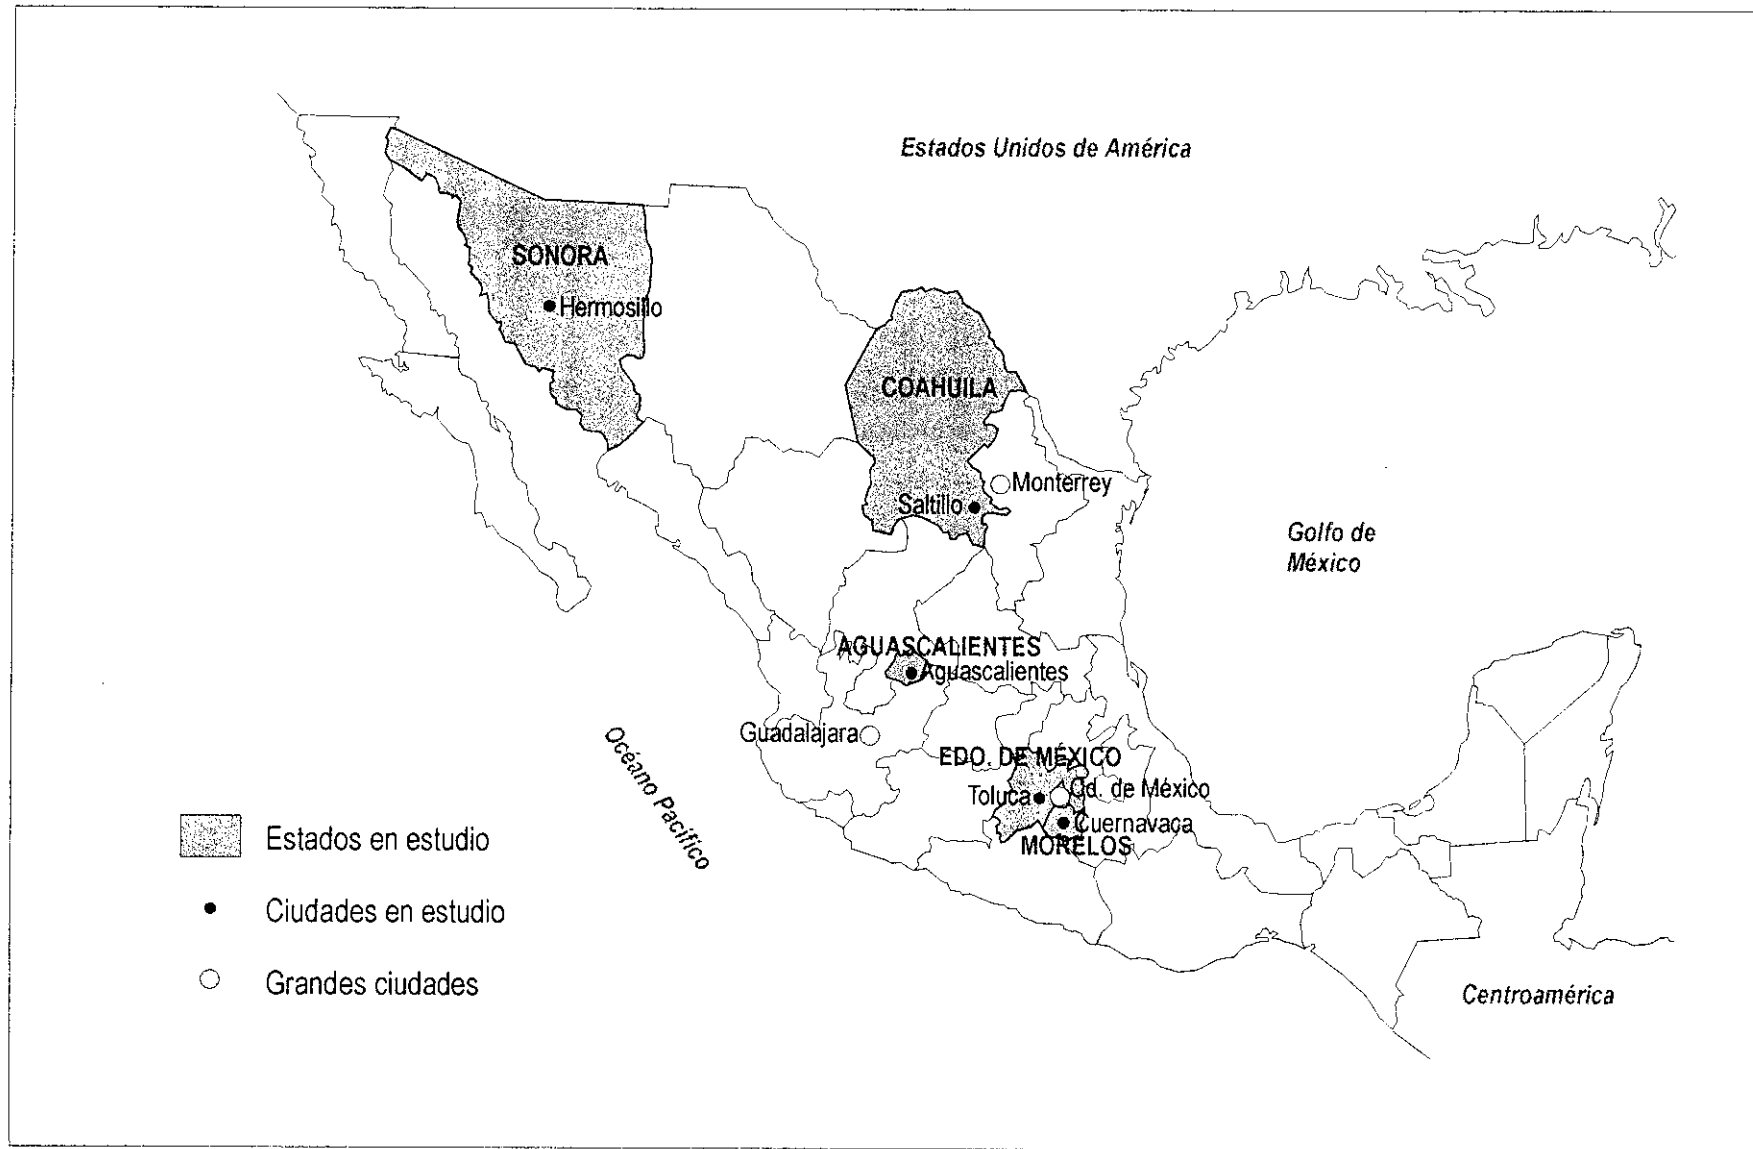 Estados Unidos de América
SONORA
Hermosillo
COAHUILA
Monterrey
Saltillo
Golfo de
México
AGUASCALIENTES
Aguascalientes
Guadalajara
Océano Pacífico
EDO. DE MÉXICO
Cd. de México
Toluca
Cuernavaca
MORELOS
Estados en estudio
Ciudades en estudio
Grandes ciudades
Centroamérica